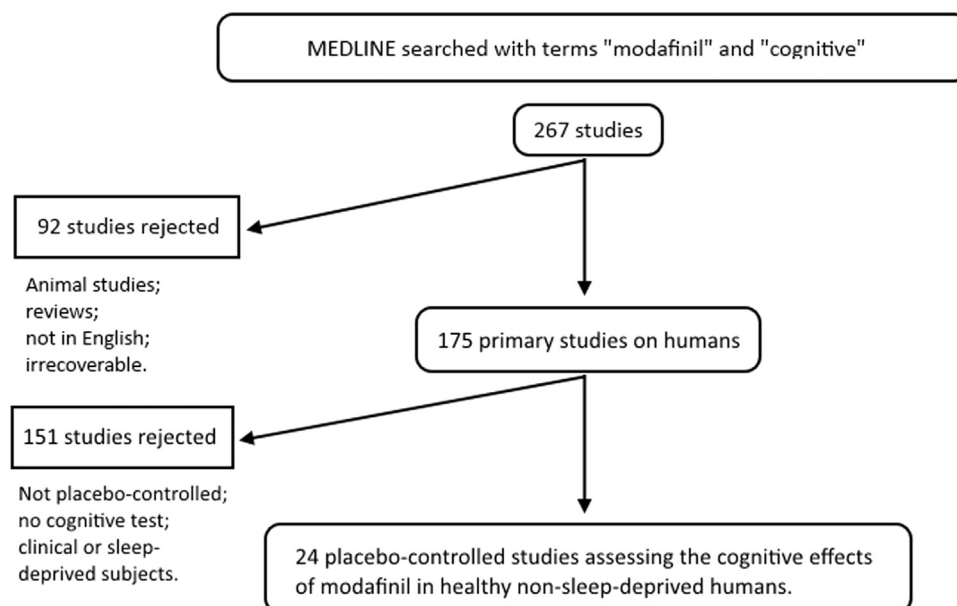 MEDLINE searched with terms "modafinil" and "cognitive"
267 studies
92 studies rejected
Animal studies;
reviews;
not in English;
irrecoverable.
175 primary studies on humans
151 studies rejected
Not placebo-controlled;
no cognitive test;
clinical or sleep-
deprived subjects.
24 placebo-controlled studies assessing the cognitive effects
of modafinil in healthy non-sleep-deprived humans.